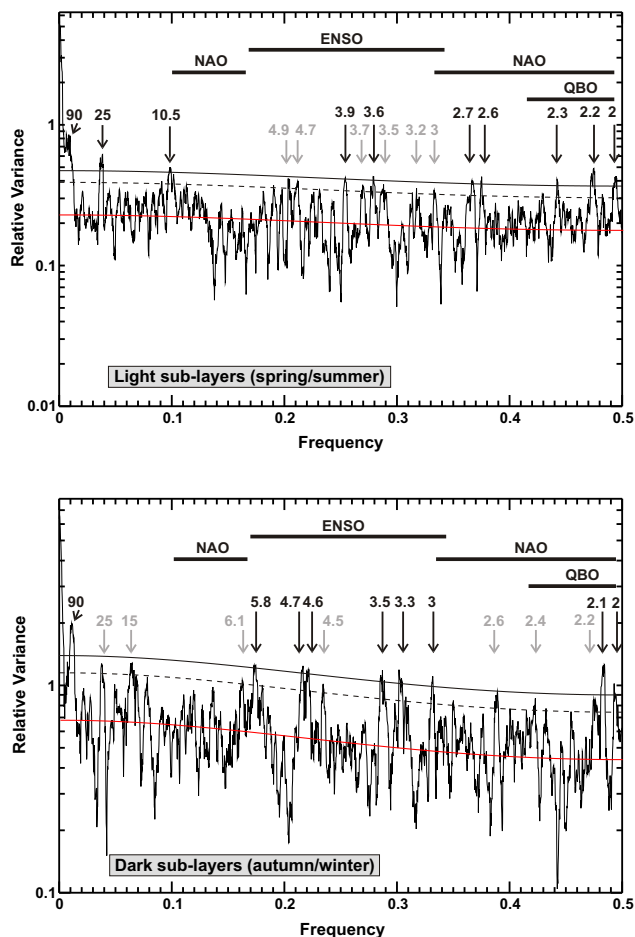 ENSO
NAO NAO
QBO
90 25 10.5 4.9 4.7 3.9 3.7 3.6 3.5 3.2 3 2.7 2.6 2.3 2.2 2
1
0.1
0.01
Relative Variance
Light sub-layers (spring/summer)
0 0.1 0.2 0.3 0.4 0.5
Frequency
ENSO
NAO NAO
QBO
90 25 15 6.1 5.8 4.7 4.6 4.5 3.5 3.3 3 2.6 2.4 2.2 2.1 2
1
0.1
Relative Variance
Dark sub-layers (autumn/winter)
0 0.1 0.2 0.3 0.4 0.5
Frequency